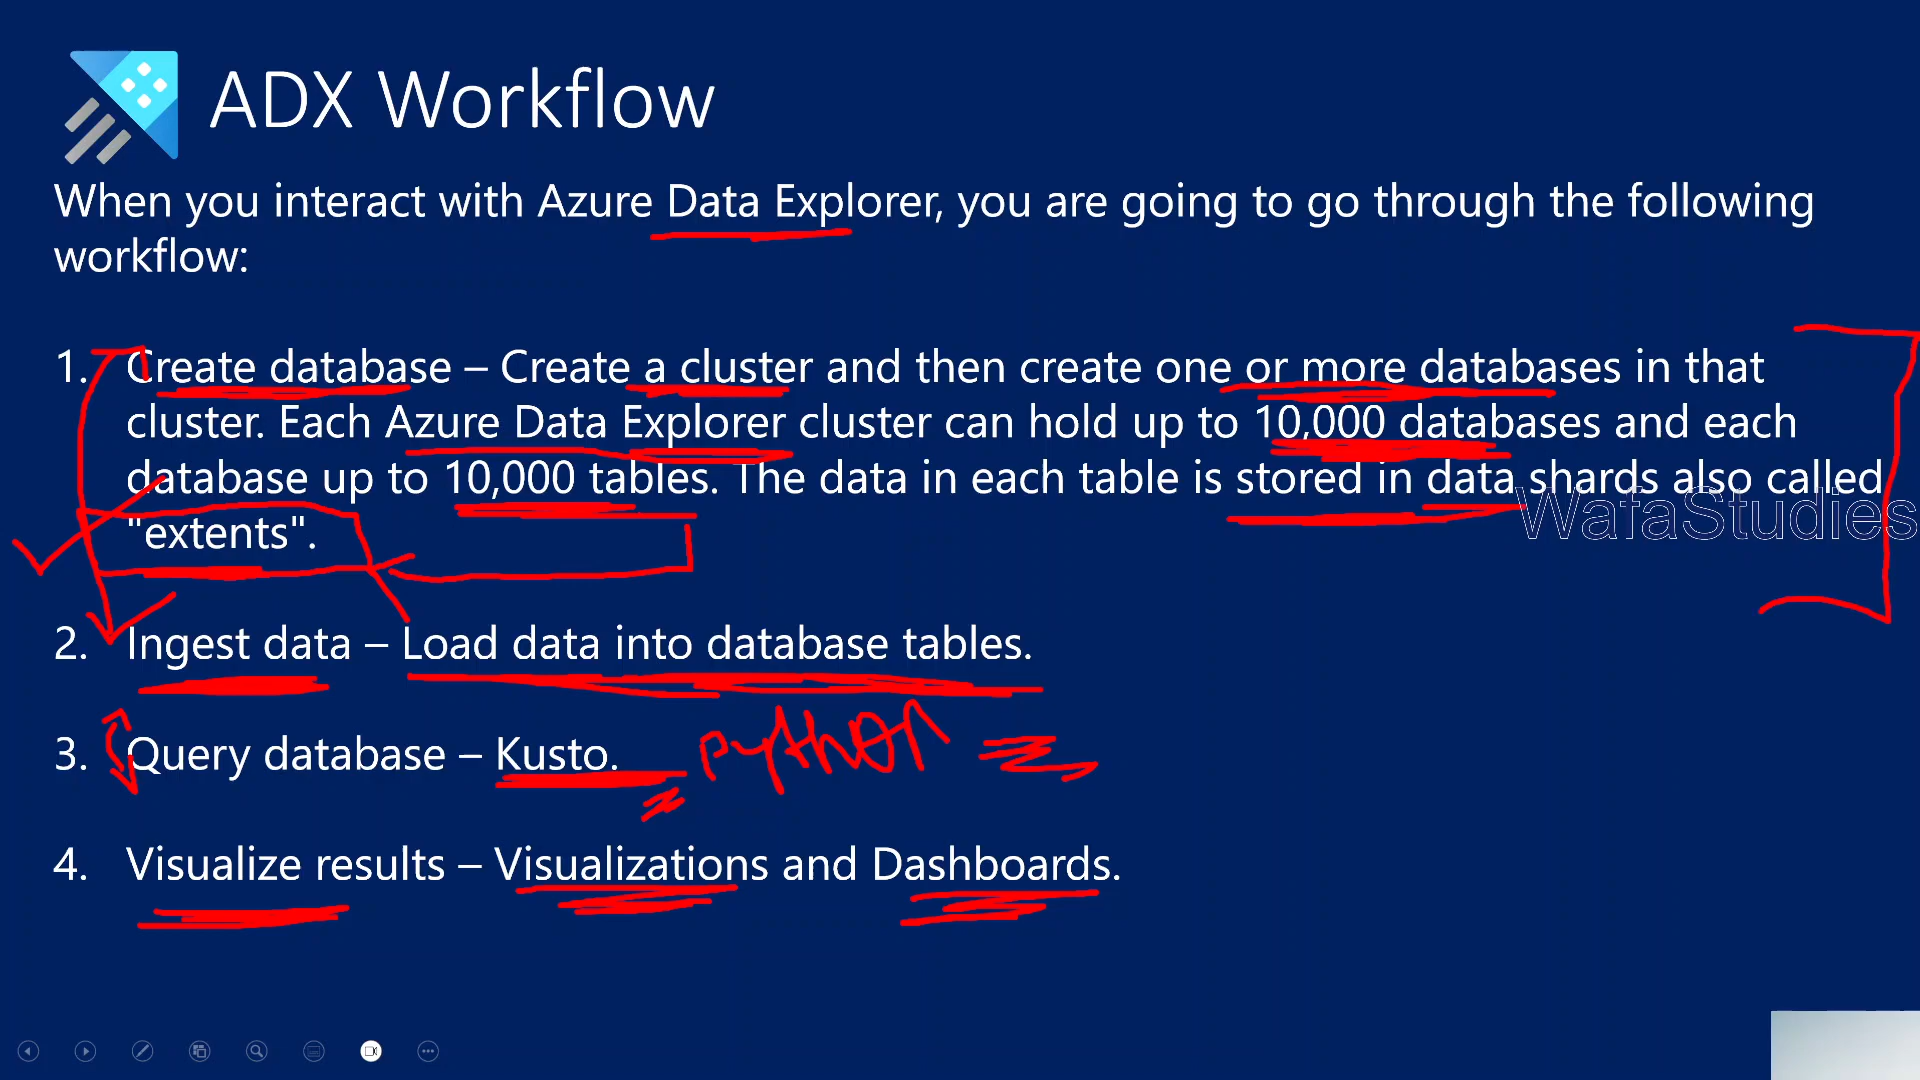 ADX Workflow
When you interact with Azure Data Explorer, you are going to go through the following
workflow:
1. Create database – Create a cluster and then create one or more databases in that
cluster. Each Azure Data Explorer cluster can hold up to 10,000 databases and each
database up to 10,000 tables. The data in each table is stored in data shards also called
"extents".
WafaStudies
2. Ingest data – Load data into database tables.
3. Query database – Kusto. python
4. Visualize results – Visualizations and Dashboards.